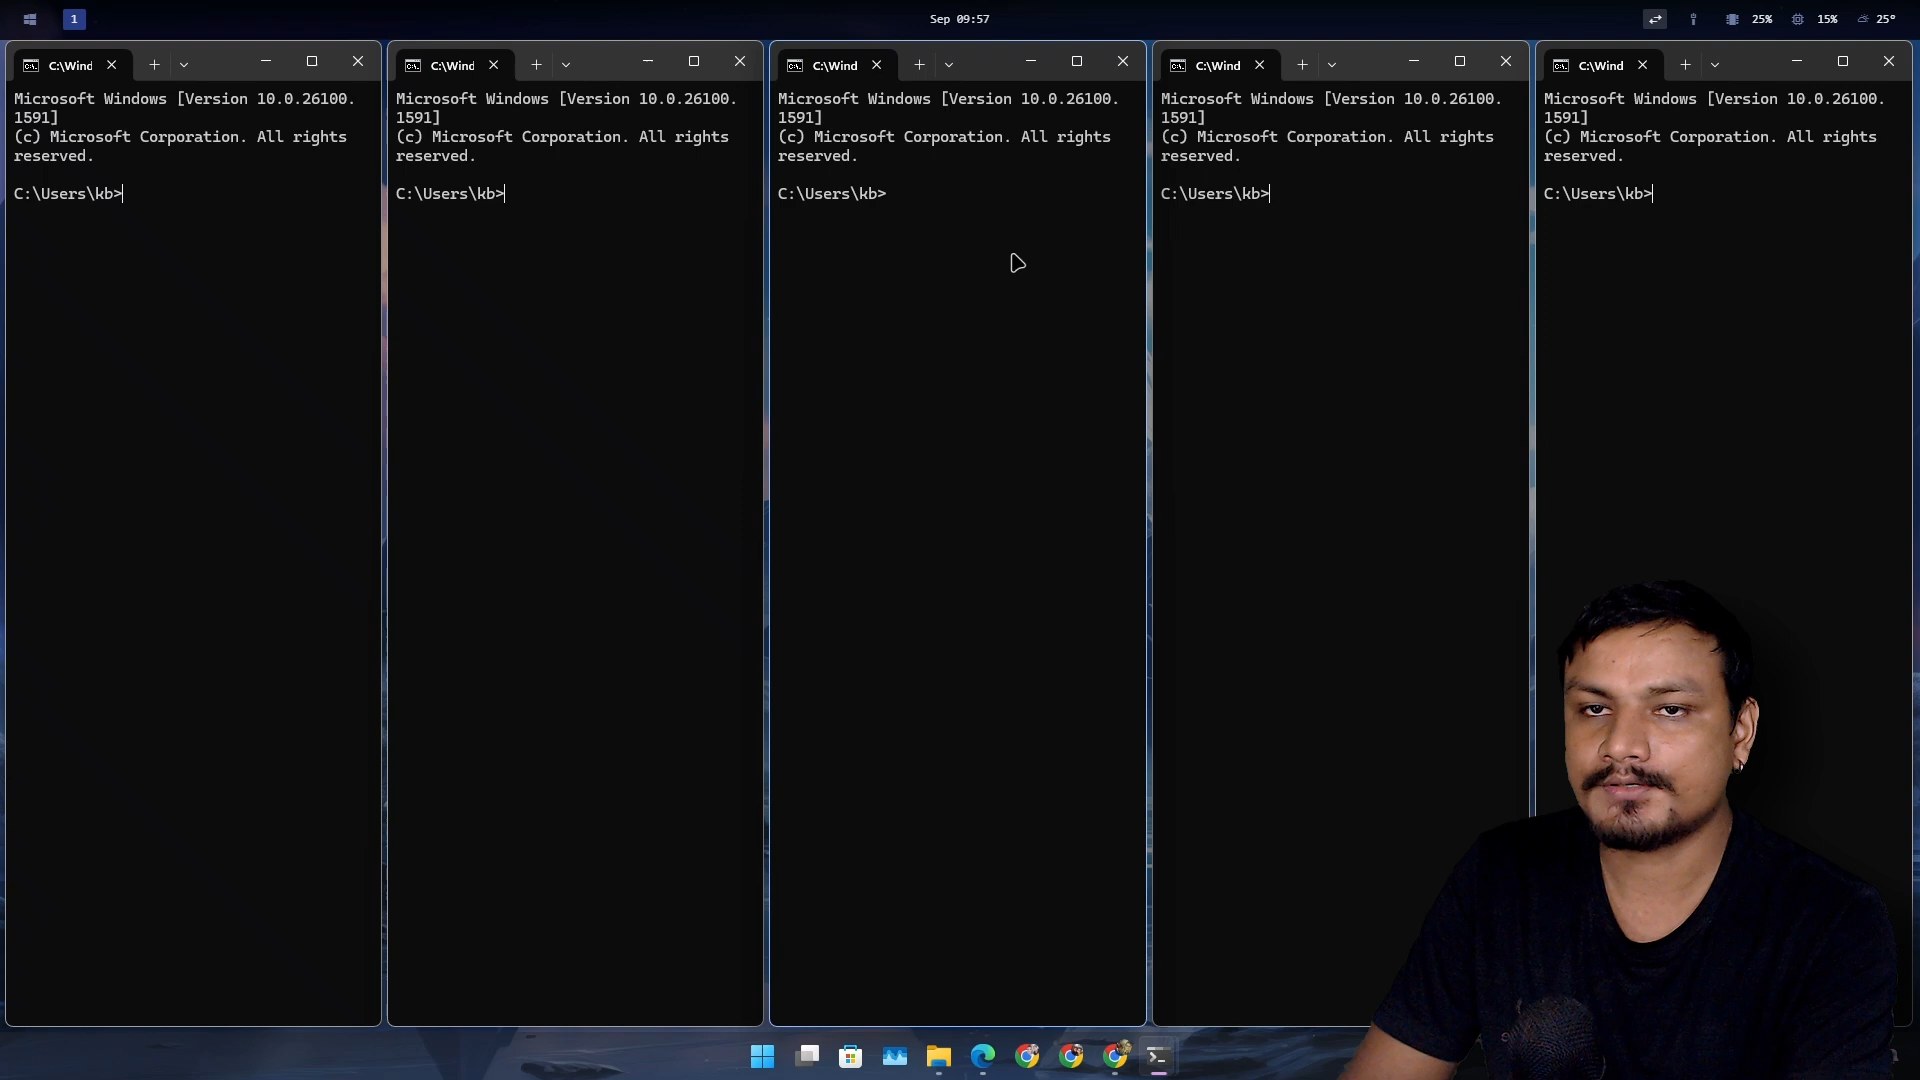 1
Sep 09:57
25%
15%
25°
C:\Wind
Microsoft Windows [Version 10.0.26100.
1591]
(c) Microsoft Corporation. All rights
reserved.
C:\Users\kb>
C:\Wind
Microsoft Windows [Version 10.0.26100.
1591]
(c) Microsoft Corporation. All rights
reserved.
C:\Users\kb>
C:\Wind
Microsoft Windows [Version 10.0.26100.
1591]
(c) Microsoft Corporation. All rights
reserved.
C:\Users\kb>
C:\Wind
Microsoft Windows [Version 10.0.26100.
1591]
(c) Microsoft Corporation. All rights
reserved.
C:\Users\kb>
C:\Wind
Microsoft Windows [Version 10.0.26100.
1591]
(c) Microsoft Corporation. All rights
reserved.
C:\Users\kb>